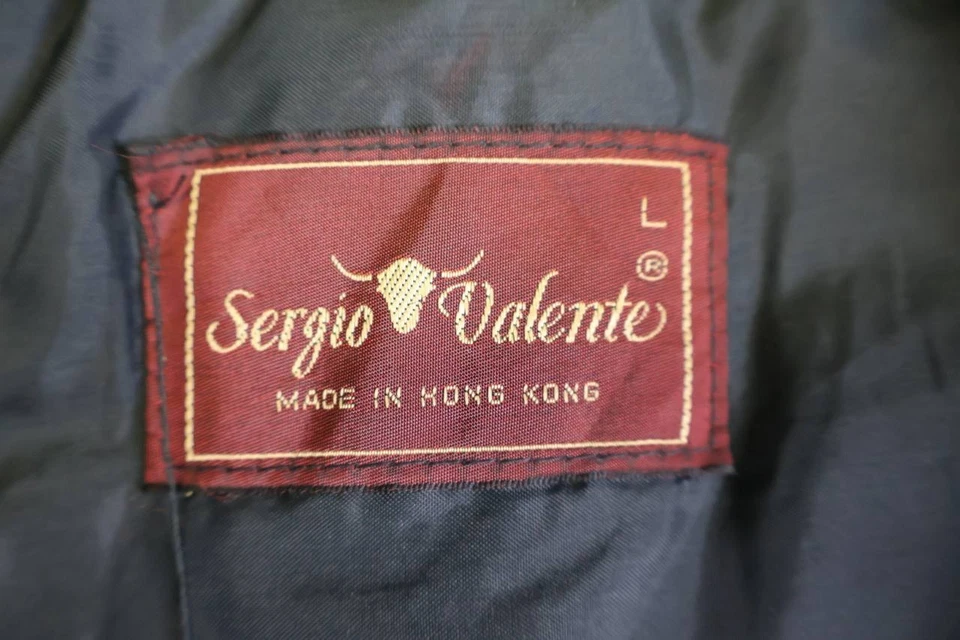 L
Sergio Valente®
MADE IN HONG KONG